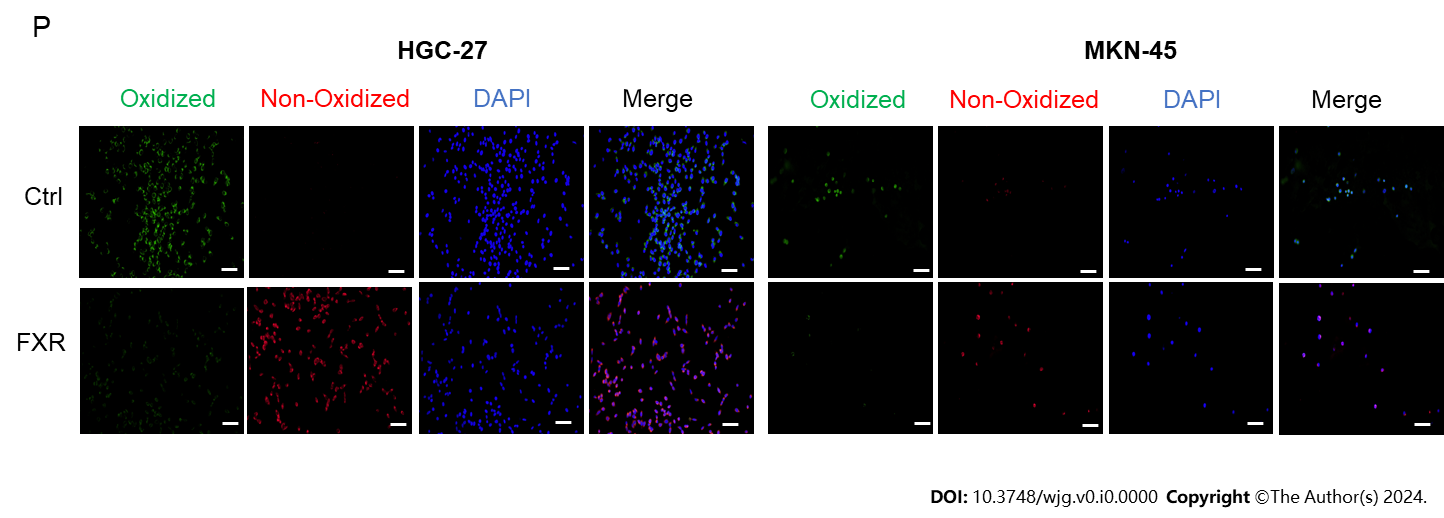 P
HGC-27 MKN-45
Oxidized Non-Oxidized DAPI Merge Oxidized Non-Oxidized DAPI Merge
Ctrl
FXR
DOI: 10.3748/wjg.v0.i0.0000 Copyright ©The Author(s) 2024.